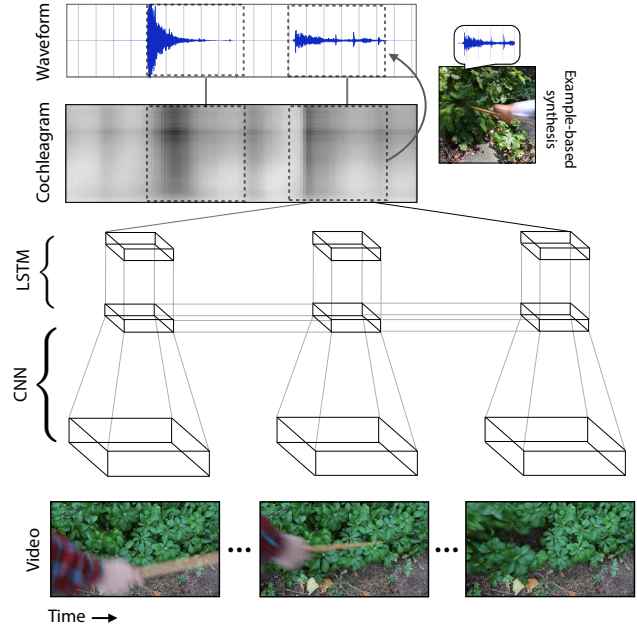 Waveform
Example-based
synthesis
Cochleagram
LSTM
CNN
Video
Time